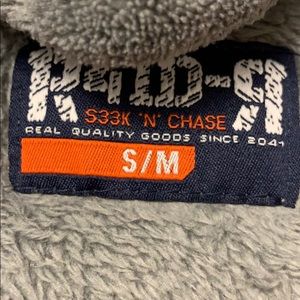 S33K 'N' CHASE
REAL QUALITY GOODS SINCE 2041
S/M